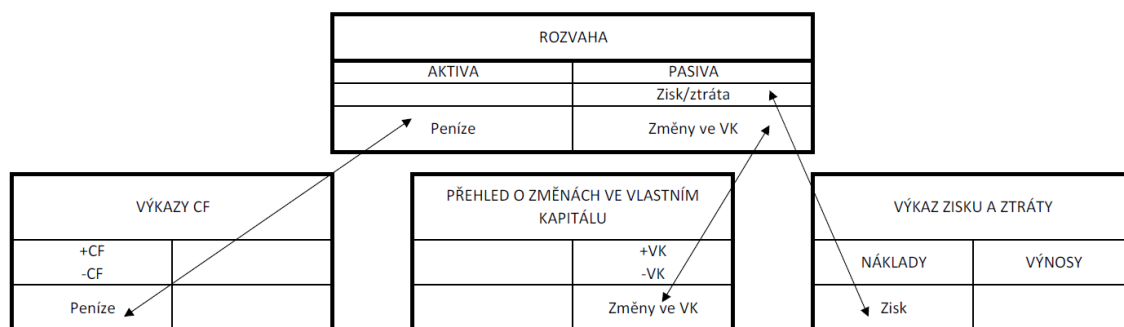 ROZVAHA
AKTIVA
PASIVA
Zisk/ztráta
Peníze
Změny ve VK
VÝKAZY CF
+CF
-CF
Peníze
PŘEHLED O ZMĚNÁCH VE VLASTNÍM
KAPITÁLU
+VK
-VK
Změny ve VK
VÝKAZ ZISKU A ZTRÁTY
NÁKLADY
VÝNOSY
Zisk